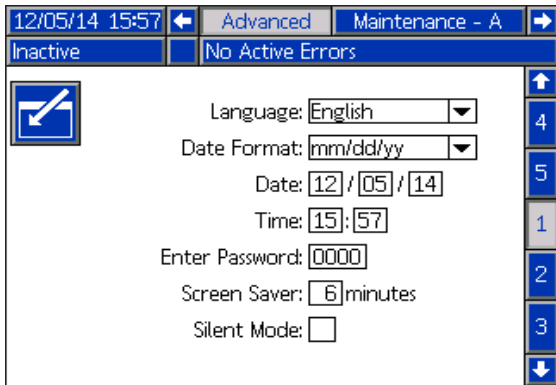 12/05/14 15:57 Advanced Maintenance - A
Inactive No Active Errors
Language: English
Date Format: mm/dd/yy
Date: 12 / 05 / 14
Time: 15 : 57
Enter Password: 0000
Screen Saver: 6 minutes
Silent Mode:
4
5
1
2
3